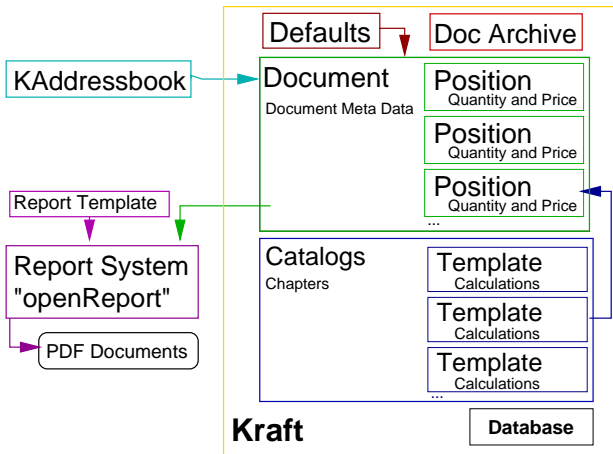 Defaults
Doc Archive
KAddressbook
Document
Document Meta Data
Position
Quantity and Price
Position
Quantity and Price
Position
Quantity and Price
...
Report Template
Report System
"openReport"
PDF Documents
Catalogs
Chapters
Template
Calculations
Template
Calculations
Template
Calculations
...
Kraft
Database